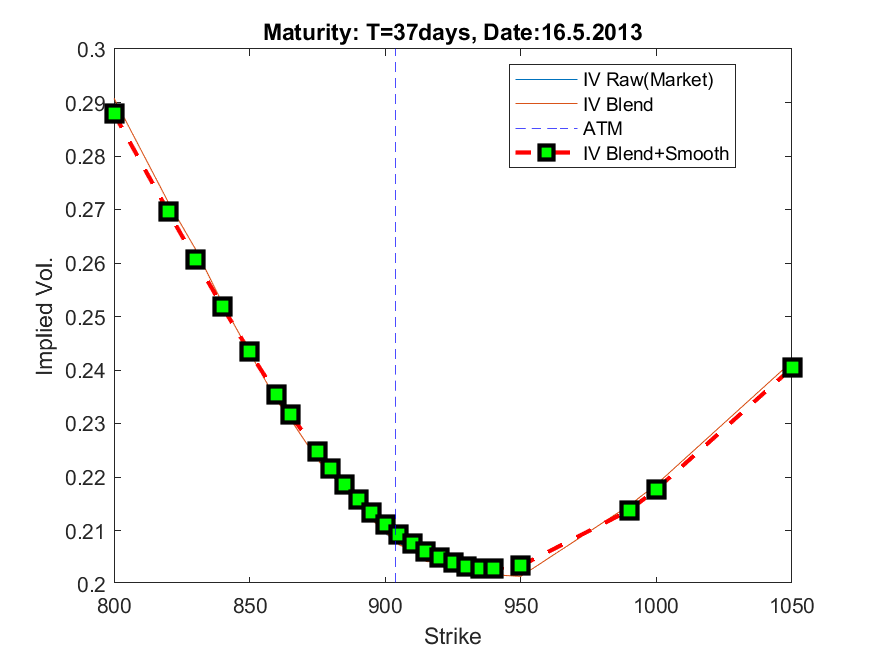 Maturity: T=37days, Date:16.5.2013
0.3
0.29
0.28
0.27
0.26
0.25
0.24
0.23
0.22
0.21
0.2
Implied Vol.
IV Raw(Market)
IV Blend
ATM
IV Blend+Smooth
800
850
900
950
1000
1050
Strike